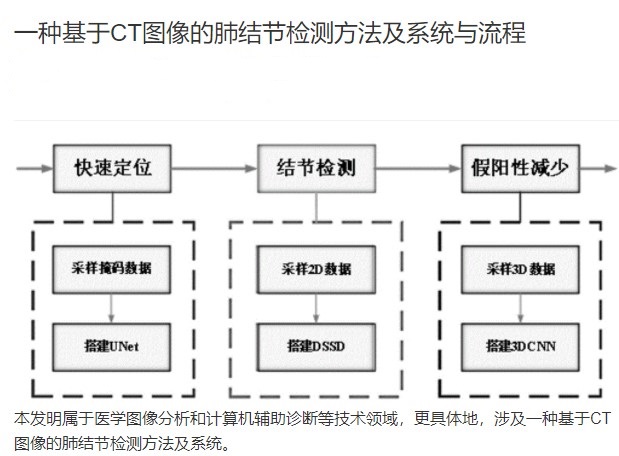 一种基于CT图像的肺结节检测方法及系统与流程
快速定位
结节检测
假阳性减少
采样掩码数据
采样2D数据
采样3D数据
搭建UNet
搭建DSSD
搭建3DCNN
本发明属于医学图像分析和计算机辅助诊断等技术领域，更具体地，涉及一种基于CT
图像的肺结节检测方法及系统。